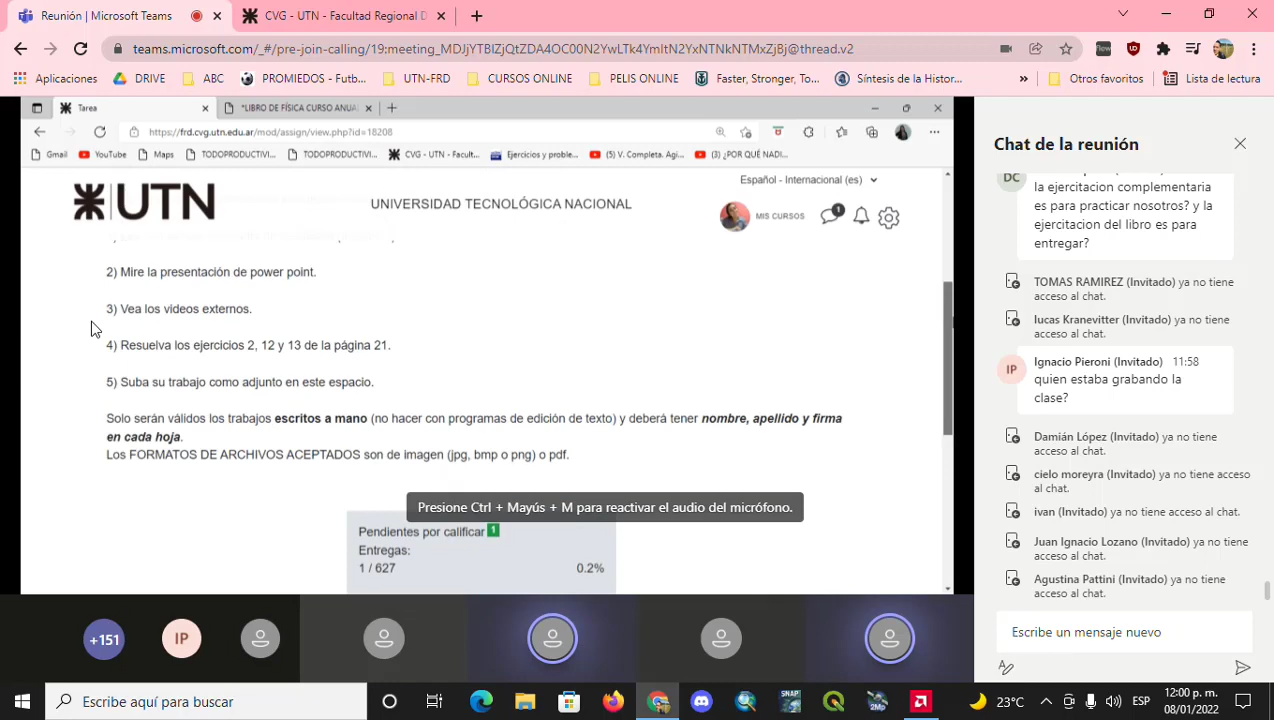 Reunión | Microsoft Teams
CVG - UTN - Facultad Regional D
teams.microsoft.com/_#/pre-join-calling/19:meeting_MDJjYTBlZjQtZDA4OC00N2YwLTk4YmItN2YxNTNkNTMxZjBj@thread.v2
Aplicaciones
DRIVE
ABC
PROMIEDOS - Futb...
UTN-FRD
CURSOS ONLINE
PELIS ONLINE
Faster, Stronger, To...
Síntesis de la Histor...
»
Otros favoritos
Lista de lectura
Tarea
*LIBRO DE FÍSICA CURSO ANUA
https://frd.cvg.utn.edu.ar/mod/assign/view.php?id=18208
Gmail
YouTube
Maps
TODOPRODUCTIVI...
TODOPRODUCTIVI...
CVG - UTN - Facult...
Ejercicios y proble...
(5) V. Completa. Agi...
(3) ¿POR QUÉ NADI...
UTN
UNIVERSIDAD TECNOLÓGICA NACIONAL
Español - Internacional (es)
MIS CURSOS
1
2) Mire la presentación de power point.
3) Vea los videos externos.
4) Resuelva los ejercicios 2, 12 y 13 de la página 21.
5) Suba su trabajo como adjunto en este espacio.
Solo serán válidos los trabajos escritos a mano (no hacer con programas de edición de texto) y deberá tener nombre, apellido y firma
en cada hoja.
Los FORMATOS DE ARCHIVOS ACEPTADOS son de imagen (jpg, bmp o png) o pdf.
Presione Ctrl + Mayús + M para reactivar el audio del micrófono.
Pendientes por calificar 1
Entregas:
1 / 627 0.2%
+151
IP
Chat de la reunión
DC
la ejercitacion complementaria
es para practicar nosotros? y la
ejercitacion del libro es para
entregar?
TOMAS RAMIREZ (Invitado) ya no tiene
acceso al chat.
lucas Kranevitter (Invitado) ya no tiene
acceso al chat.
IP
Ignacio Pieroni (Invitado) 11:58
quien estaba grabando la
clase?
Damián López (Invitado) ya no tiene
acceso al chat.
cielo moreyra (Invitado) ya no tiene acceso
al chat.
ivan (Invitado) ya no tiene acceso al chat.
Juan Ignacio Lozano (Invitado) ya no tiene
acceso al chat.
Agustina Pattini (Invitado) ya no tiene
acceso al chat.
Escribe un mensaje nuevo
Escribe aquí para buscar
SNAP
2Mp
23°C
ESP
12:00 p. m.
08/01/2022